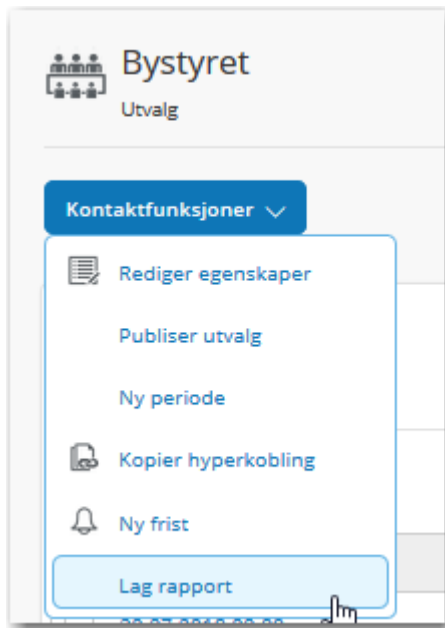 Bystyret
Utvalg
Kontaktfunksjoner
Rediger egenskaper
Publiser utvalg
Ny periode
Kopier hyperkobling
Ny frist
Lag rapport